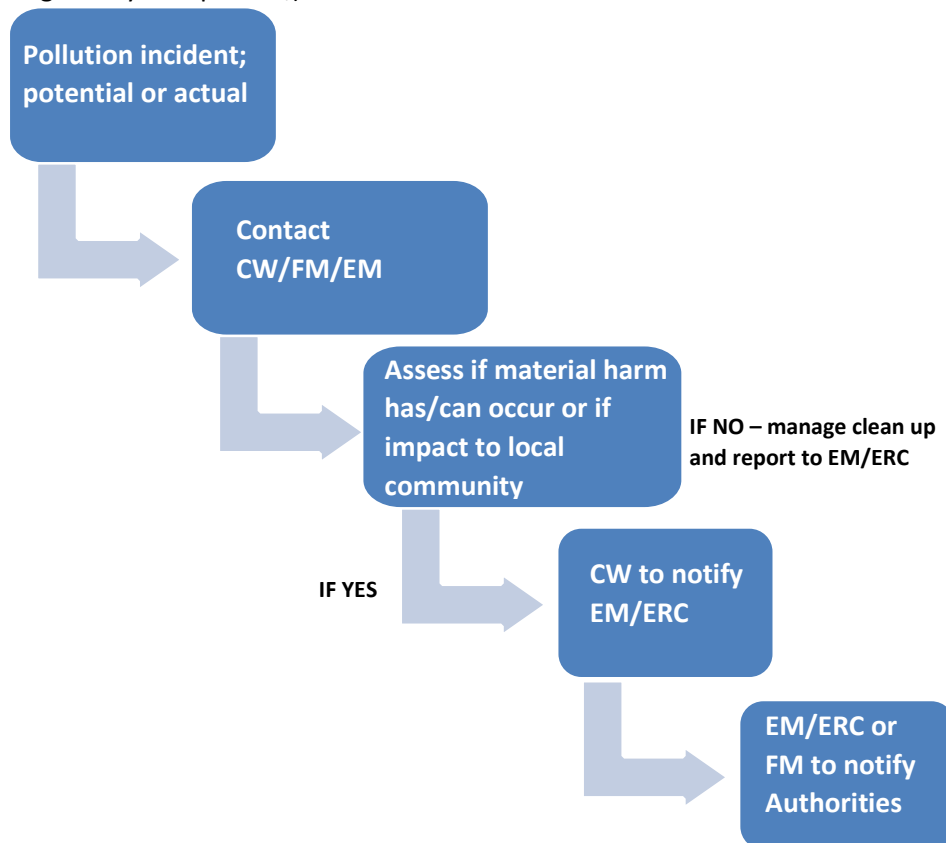 Pollution incident;
potential or actual
Contact
CW/FM/EM
Assess if material harm
has/can occur or if
impact to local
community
IF NO – manage clean up
and report to EM/ERC
IF YES
CW to notify
EM/ERC
EM/ERC or
FM to notify
Authorities